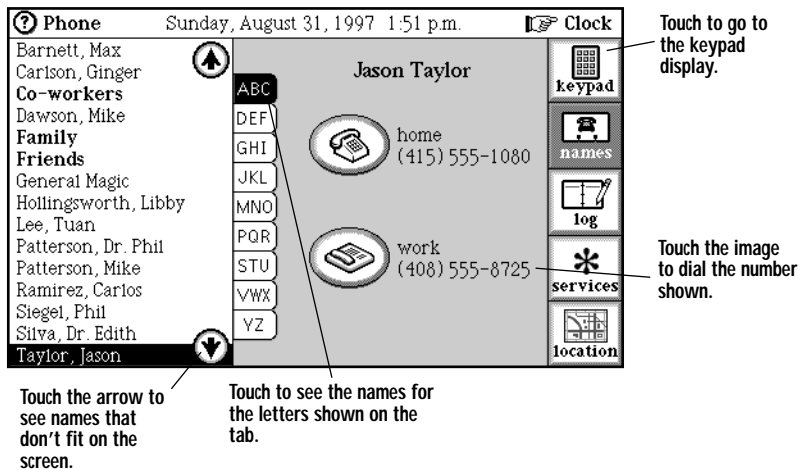 Phone
Sunday, August 31, 1997 1:51 p.m.
Clock
Barnett, Max
Carlson, Ginger
Co-workers
Dawson, Mike
Family
Friends
General Magic
Hollingsworth, Libby
Lee, Tuan
Patterson, Dr. Phil
Patterson, Mike
Ramirez, Carlos
Siegel, Phil
Silva, Dr. Edith
Taylor, Jason
ABC
DEF
GHI
JKL
MNO
PQR
STU
VWX
YZ
Jason Taylor
home
(415) 555-1080
work
(408) 555-8725
keypad
names
log
services
location
Touch to go to
the keypad
display.
Touch the image
to dial the number
shown.
Touch the arrow to
see names that
don't fit on the
screen.
Touch to see the names for
the letters shown on the
tab.